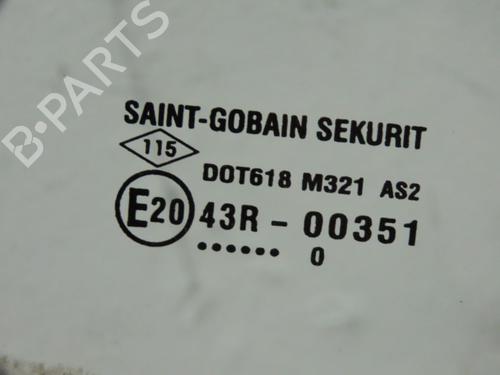 B-PARTS
SAINT-GOBAIN SEKURIT
115
DOT618 M321 AS2
E20 43R - 00351
...... 0